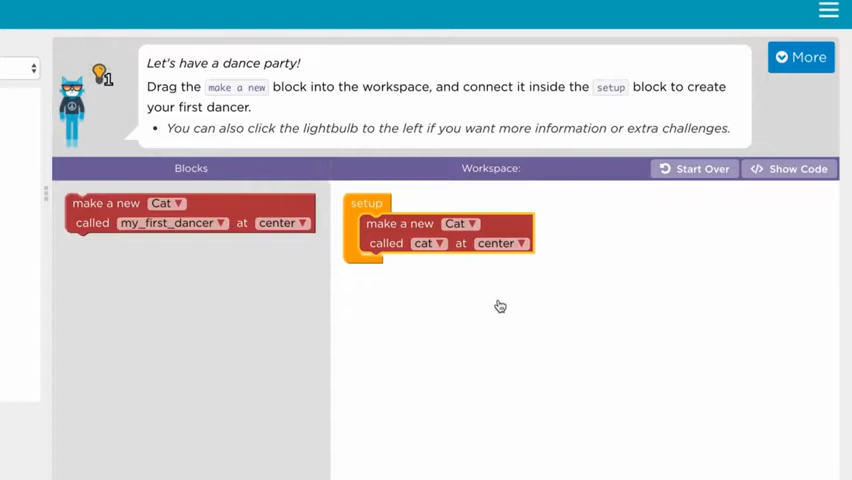 Let's have a dance party!
More
1
Drag the make a new block into the workspace, and connect it inside the setup block to create
your first dancer.
• You can also click the lightbulb to the left if you want more information or extra challenges.
Blocks
Workspace:
Start Over
</> Show Code
make a new Cat
called my_first_dancer at center
setup
make a new Cat
called cat at center